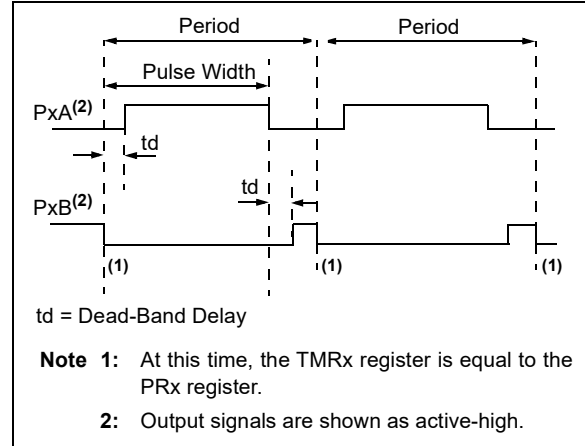 Period Period
Pulse Width
PxA(2)
td
td
PxB(2)
(1) (1) (1)
td = Dead-Band Delay
Note 1: At this time, the TMRx register is equal to the
PRx register.
2: Output signals are shown as active-high.